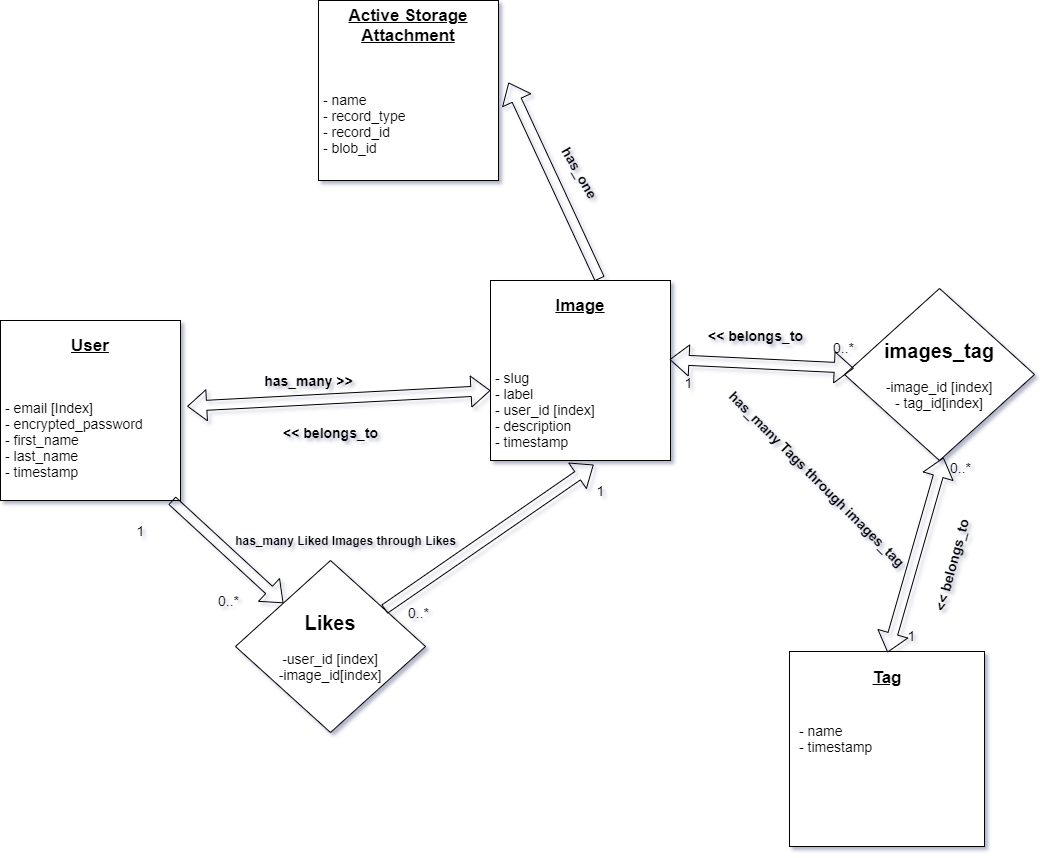 Active Storage
Attachment
- name
- record_type
- record_id
- blob_id
has_one
Image
- slug
- label
- user_id [index]
- description
- timestamp
User
- email [Index]
- encrypted_password
- first_name
- last_name
- timestamp
has_many >>
<< belongs_to
<< belongs_to
0..*
1
images_tag
-image_id [index]
- tag_id[index]
has_many Tags through images_tag
0..*
<< belongs_to
1
1
1
has_many Liked Images through Likes
0..*
0..*
Likes
-user_id [index]
-image_id[index]
Tag
- name
- timestamp